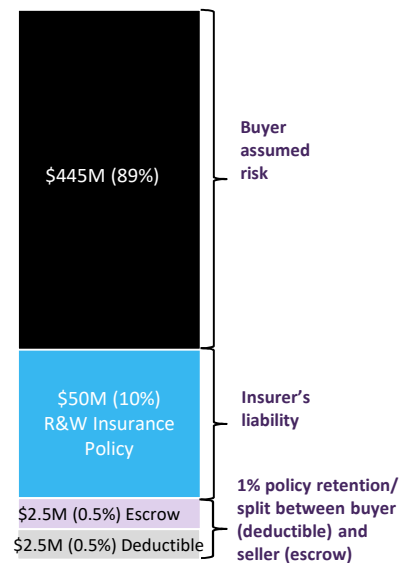 $445M (89%)
Buyer
assumed
risk
$50M (10%)
R&W Insurance
Policy
Insurer’s
liability
$2.5M (0.5%) Escrow
$2.5M (0.5%) Deductible
1% policy retention/
split between buyer
(deductible) and
seller (escrow)